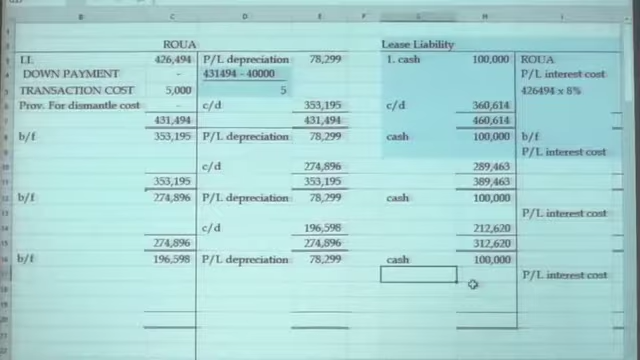 B C D E F G H I
ROUA Lease Liability
LL 426,494 P/L depreciation 78,299 1. cash 100,000 ROUA
DOWN PAYMENT - 431494 - 40000 P/L interest cost
TRANSACTION COST 5,000 5 426494 x 8%
Prov. For dismantle cost - c/d 353,195 c/d 360,614
431,494 431,494 460,614
b/f 353,195 P/L depreciation 78,299 cash 100,000 b/f
P/L interest cost
c/d 274,896 289,463
353,195 353,195 389,463
b/f 274,896 P/L depreciation 78,299 cash 100,000
P/L interest cost
c/d 196,598 212,620
274,896 274,896 312,620
b/f 196,598 P/L depreciation 78,299 cash 100,000
P/L interest cost